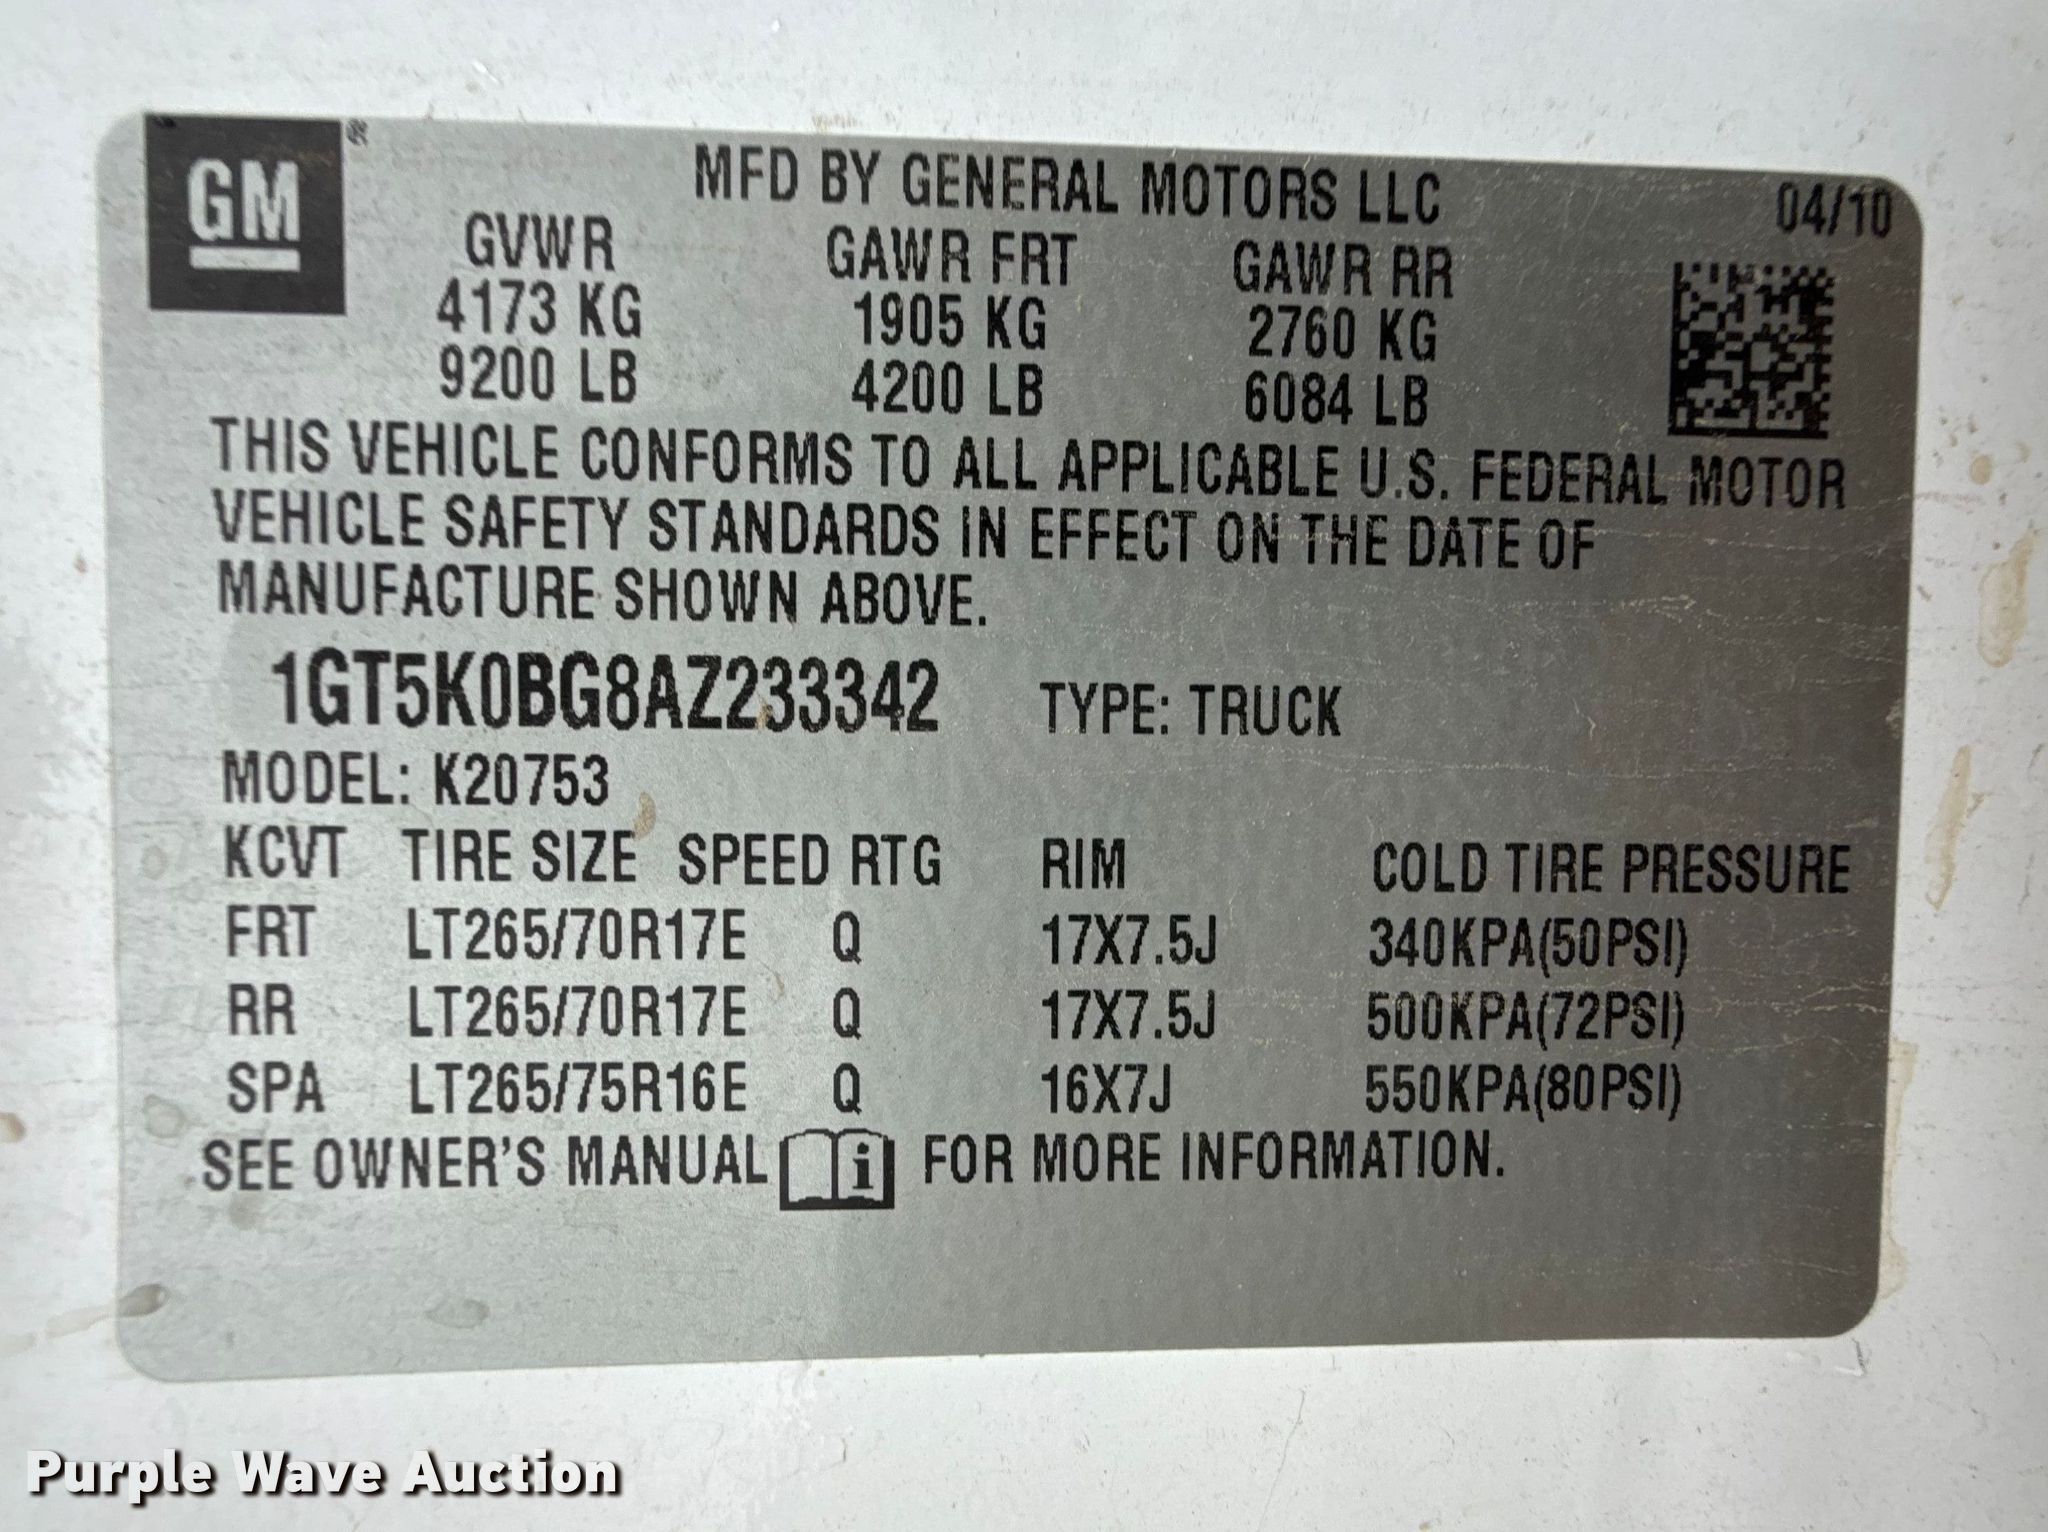 GM
MFD BY GENERAL MOTORS LLC 04/10
GVWR GAWR FRT GAWR RR
4173 KG 1905 KG 2760 KG
9200 LB 4200 LB 6084 LB
THIS VEHICLE CONFORMS TO ALL APPLICABLE U.S. FEDERAL MOTOR
VEHICLE SAFETY STANDARDS IN EFFECT ON THE DATE OF
MANUFACTURE SHOWN ABOVE.
1GT5K0BG8AZ233342 TYPE: TRUCK
MODEL: K20753
KCVT TIRE SIZE SPEED RTG RIM COLD TIRE PRESSURE
FRT LT265/70R17E Q 17X7.5J 340KPA(50PSI)
RR LT265/70R17E Q 17X7.5J 500KPA(72PSI)
SPA LT265/75R16E Q 16X7J 550KPA(80PSI)
SEE OWNER'S MANUAL i FOR MORE INFORMATION.
Purple Wave Auction